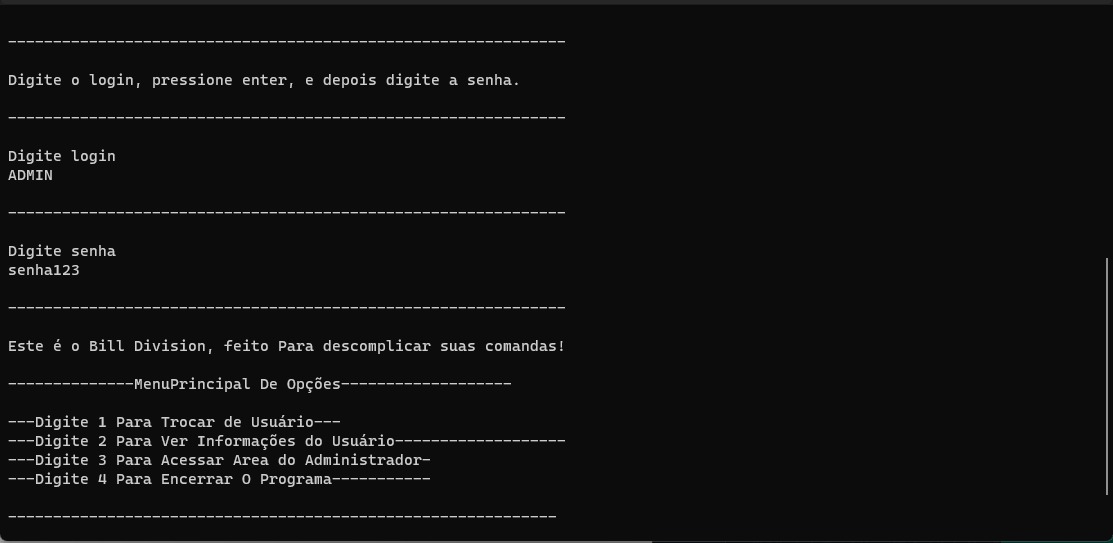 --------------------------------------------------------------
Digite o login, pressione enter, e depois digite a senha.
--------------------------------------------------------------
Digite login
ADMIN
--------------------------------------------------------------
Digite senha
senha123
--------------------------------------------------------------
Este é o Bill Division, feito Para descomplicar suas comandas!
--------------MenuPrincipal De Opções-------------------
---Digite 1 Para Trocar de Usuário---
---Digite 2 Para Ver Informações do Usuário-------------------
---Digite 3 Para Acessar Area do Administrador-
---Digite 4 Para Encerrar O Programa-----------
-------------------------------------------------------------